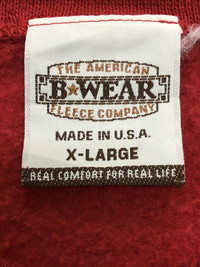 THE AMERICAN
B★WEAR
FLEECE COMPANY
MADE IN U.S.A.
X-LARGE
REAL COMFORT FOR REAL LIFE